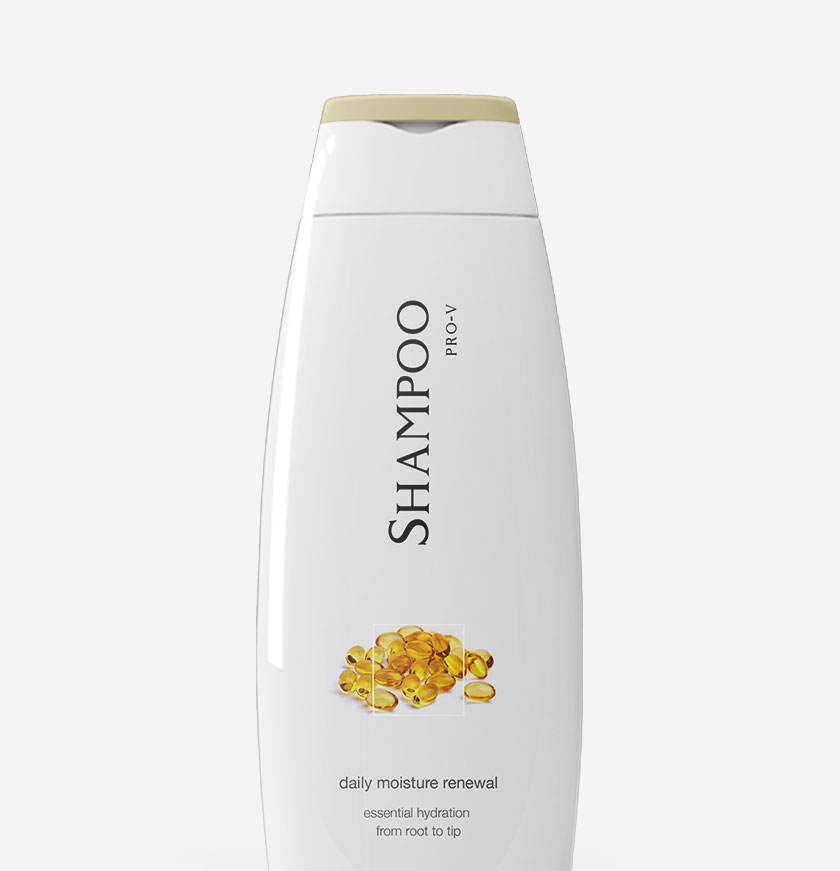 SHAMPOO
PRO-V
daily moisture renewal
essential hydration
from root to tip